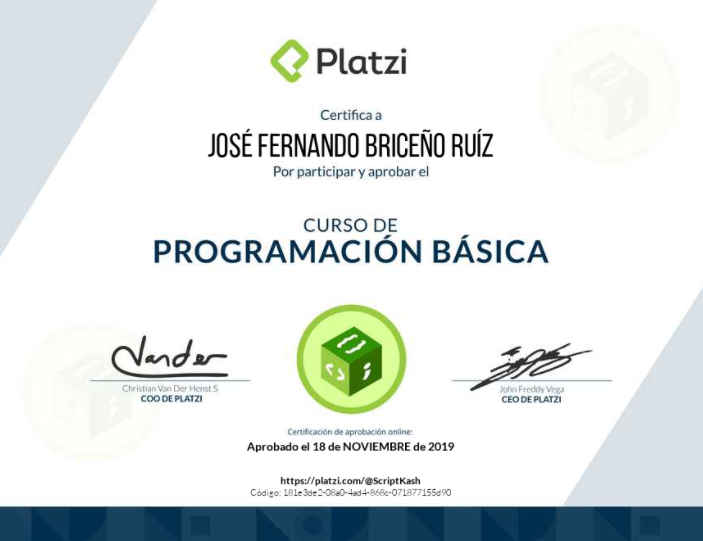 Platzi
Certifica a
JOSÉ FERNANDO BRICEÑO RUÍZ
Por participar y aprobar el
CURSO DE
PROGRAMACIÓN BÁSICA
Vander
Christian Van Der Henst S
COO DE PLATZI
John Freddy Vega
CEO DE PLATZI
Certificación de aprobación online:
Aprobado el 18 de NOVIEMBRE de 2019
https://platzi.com/@ScriptKash
Código: 181e3de2-08a0-4ad4-868c-071877155d90